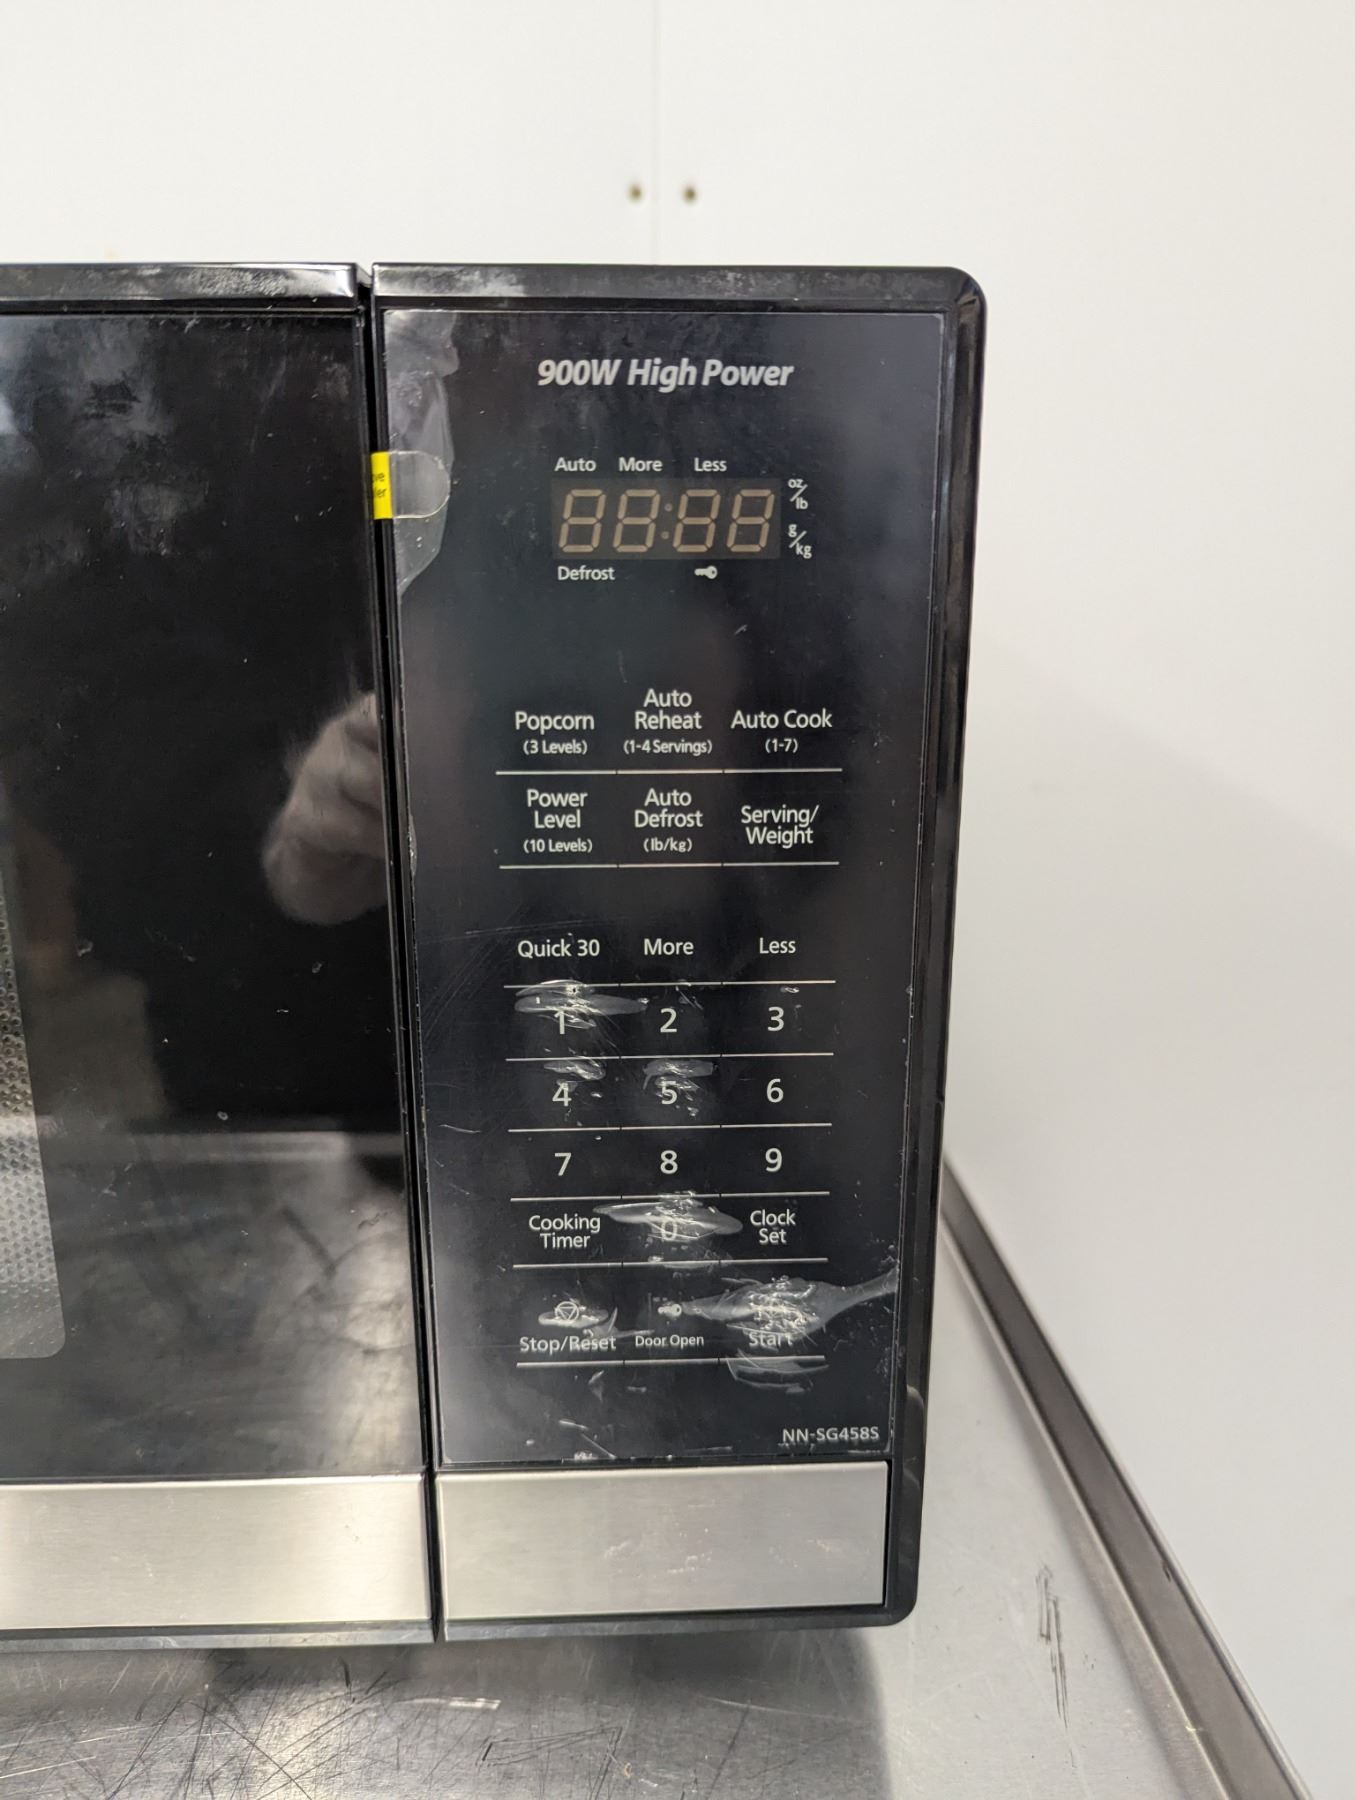 900W High Power
Auto More Less
88:88
oz/lb
g/kg
Defrost
Popcorn
(3 Levels)
Auto
Reheat
(1-4 Servings)
Auto Cook
(1-7)
Power
Level
(10 Levels)
Auto
Defrost
(lb/kg)
Serving/
Weight
Quick 30 More Less
1 2 3
4 5 6
7 8 9
Cooking
Timer
0
Clock
Set
Stop/Reset Door Open Start
NN-SG458S